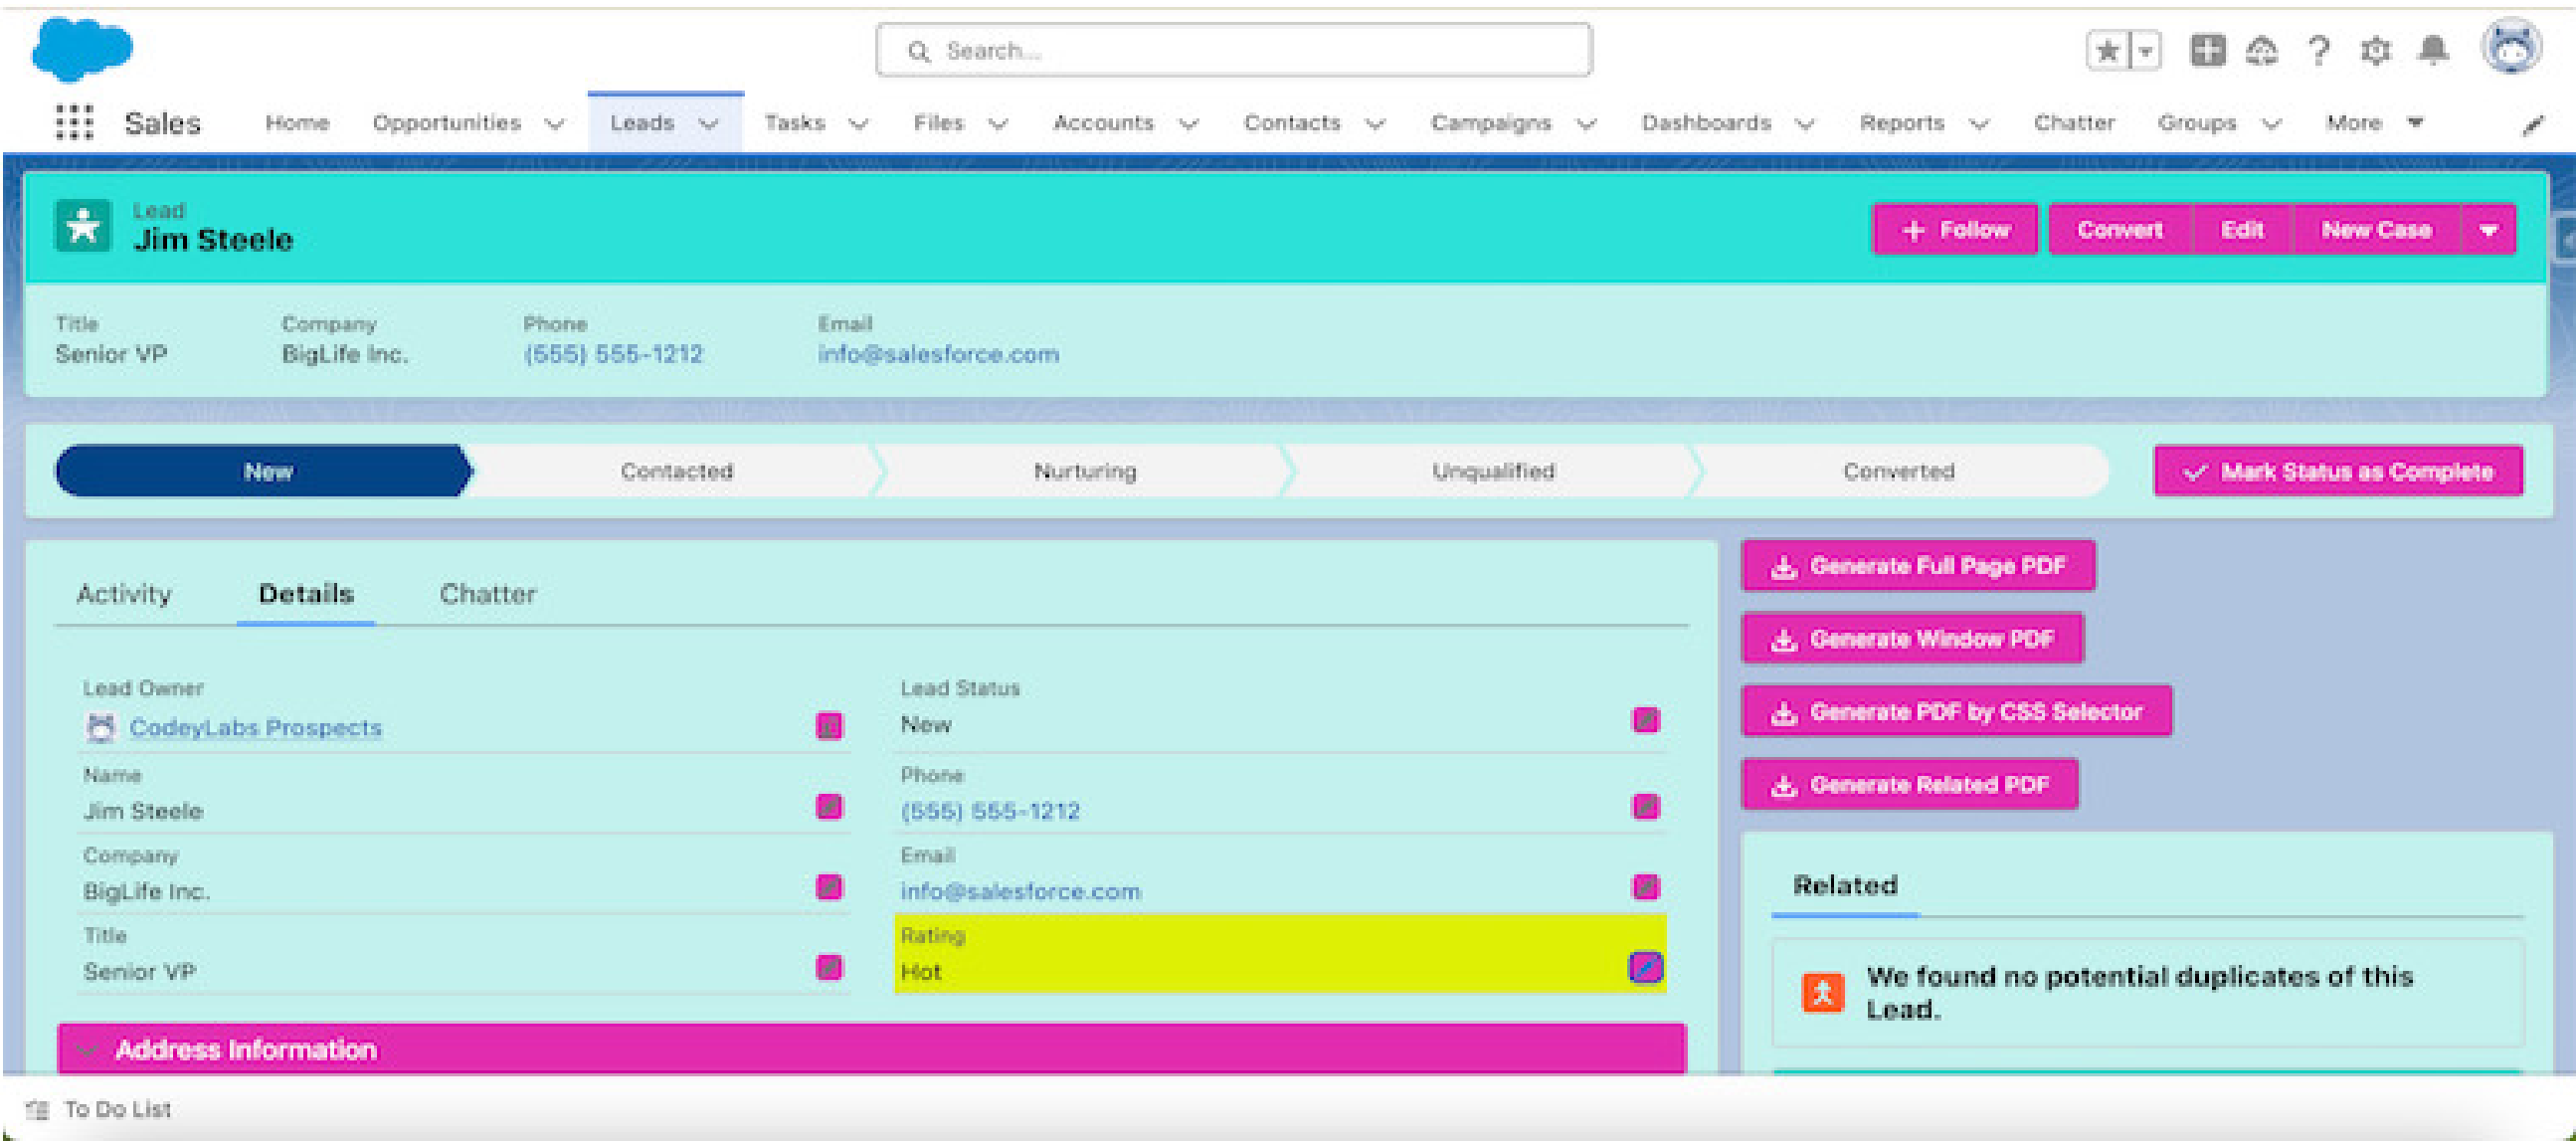 Search...
Sales Home Opportunities Leads Tasks Files Accounts Contacts Campaigns Dashboards Reports Chatter Groups More
Lead
Jim Steele
+ Follow Convert Edit New Case
Title Company Phone Email
Senior VP BigLife Inc. (555) 555-1212 info@salesforce.com
New Contacted Nurturing Unqualified Converted Mark Status as Complete
Activity Details Chatter
Lead Owner Lead Status
CodeyLabs Prospects New
Name Phone
Jim Steele (555) 555-1212
Company Email
BigLife Inc. info@salesforce.com
Title Rating
Senior VP Hot
Address Information
Generate Full Page PDF
Generate Window PDF
Generate PDF by CSS Selector
Generate Related PDF
Related
We found no potential duplicates of this
Lead.
To Do List